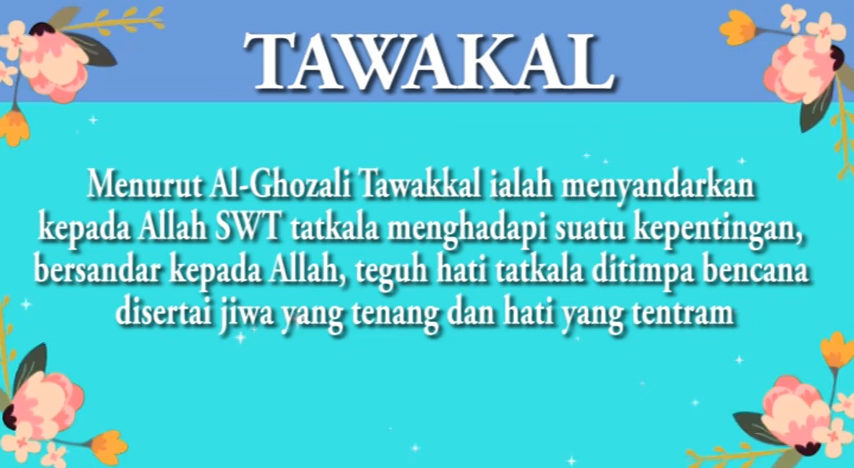 TAWAKAL
Menurut Al-Ghozali Tawakkal ialah menyandarkan
kepada Allah SWT tatkala menghadapi suatu kepentingan,
bersandar kepada Allah, teguh hati tatkala ditimpa bencana
disertai jiwa yang tenang dan hati yang tentram